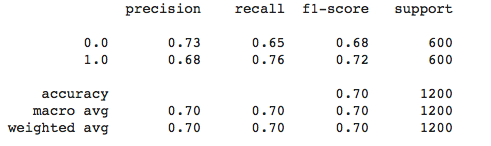 precision recall f1-score support
0.0 0.73 0.65 0.68 600
1.0 0.68 0.76 0.72 600
accuracy 0.70 1200
macro avg 0.70 0.70 0.70 1200
weighted avg 0.70 0.70 0.70 1200